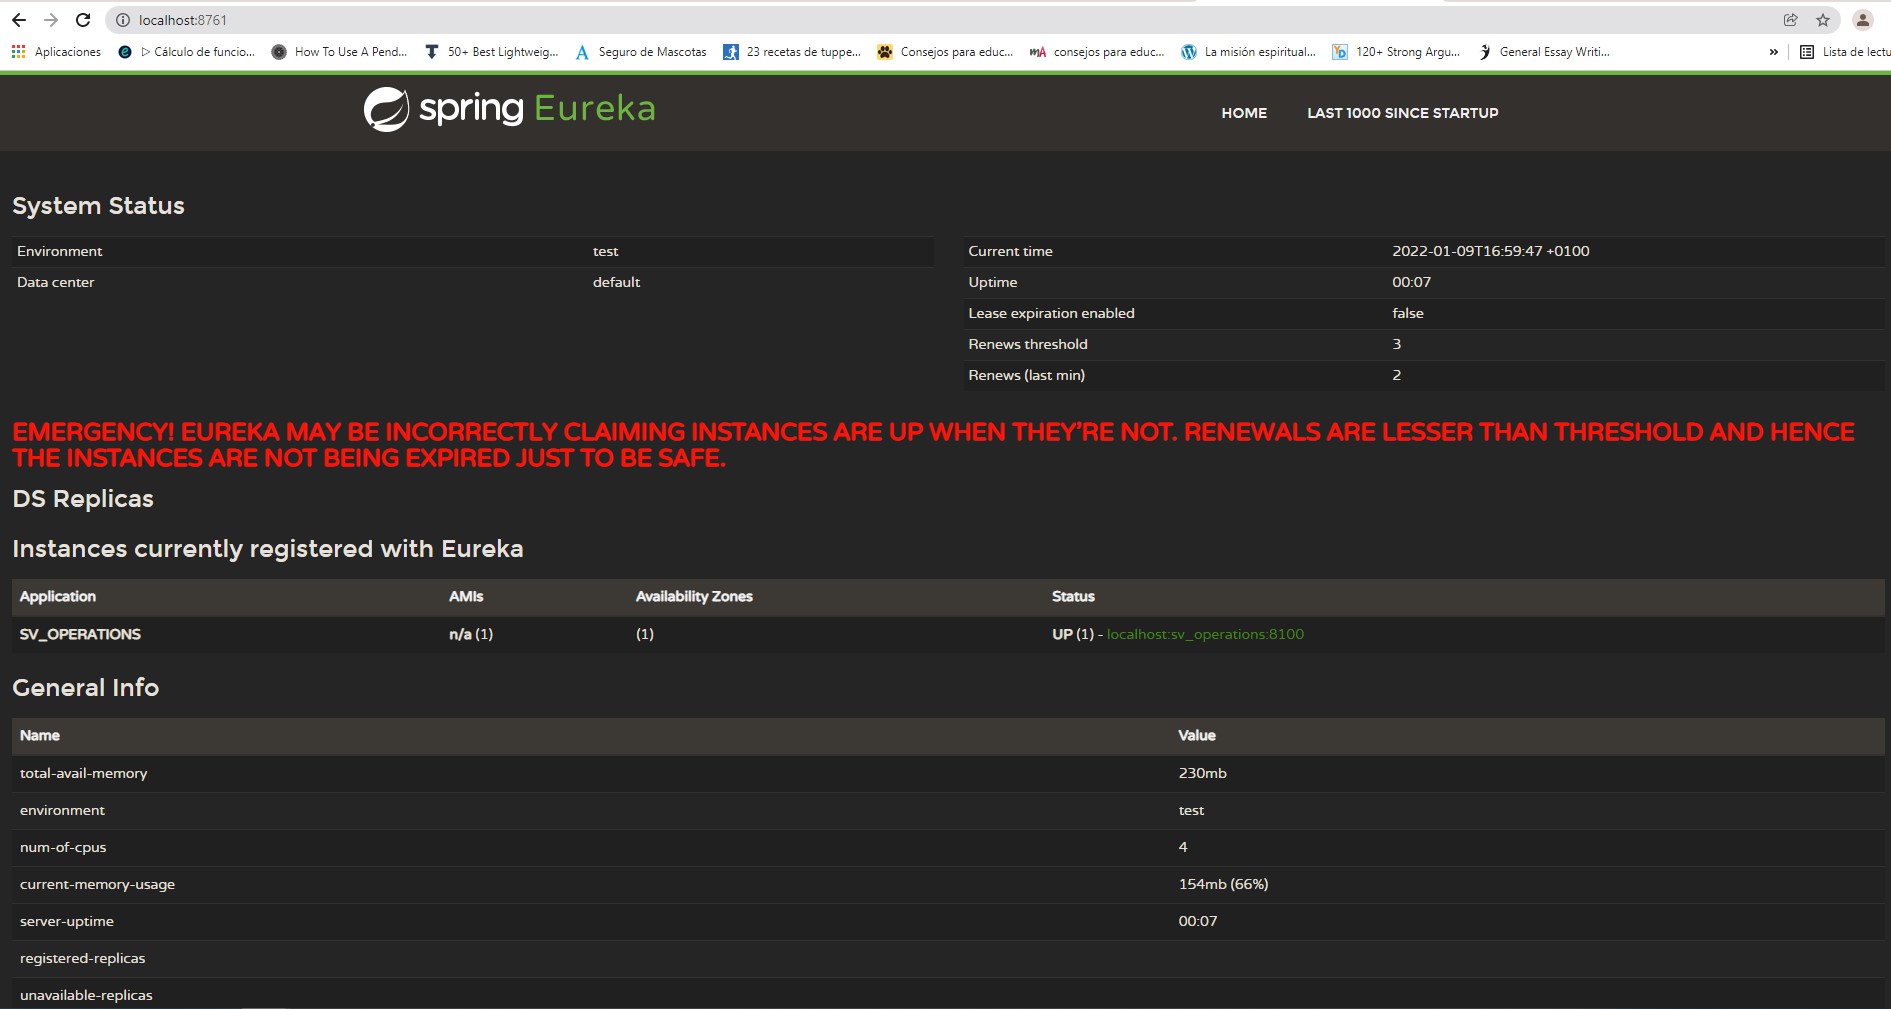 localhost:8761
Aplicaciones ▷ Cálculo de funcio... How To Use A Pend... 50+ Best Lightweig... Seguro de Mascotas 23 recetas de tuppe... Consejos para educ... mA consejos para educ... La misión espiritual... YD 120+ Strong Argu... General Essay Writi... » Lista de lectu
spring Eureka HOME LAST 1000 SINCE STARTUP
System Status
Environment test Current time 2022-01-09T16:59:47 +0100
Data center default Uptime 00:07
Lease expiration enabled false
Renews threshold 3
Renews (last min) 2
EMERGENCY! EUREKA MAY BE INCORRECTLY CLAIMING INSTANCES ARE UP WHEN THEY'RE NOT. RENEWALS ARE LESSER THAN THRESHOLD AND HENCE
THE INSTANCES ARE NOT BEING EXPIRED JUST TO BE SAFE.
DS Replicas
Instances currently registered with Eureka
Application AMIs Availability Zones Status
SV_OPERATIONS n/a (1) (1) UP (1) - localhost:sv_operations:8100
General Info
Name Value
total-avail-memory 230mb
environment test
num-of-cpus 4
current-memory-usage 154mb (66%)
server-uptime 00:07
registered-replicas
unavailable-replicas